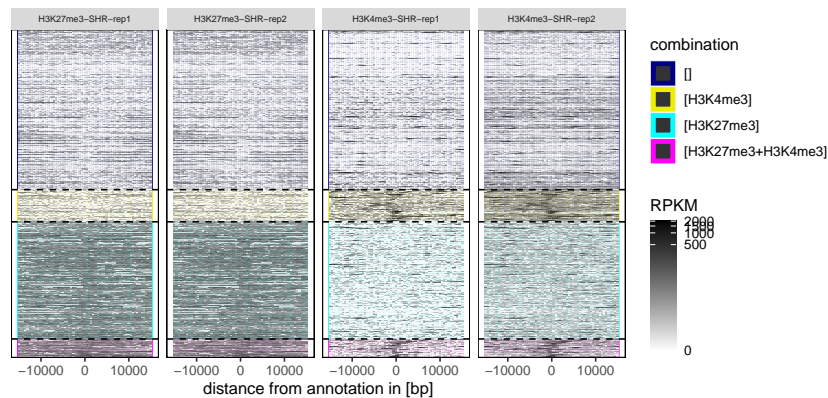 H3K27me3−SHR−rep1 H3K27me3−SHR−rep2 H3K4me3−SHR−rep1 H3K4me3−SHR−rep2
combination
[]
[H3K4me3]
[H3K27me3]
[H3K27me3+H3K4me3]
RPKM
2000
1500
1000
500
0
−10000 0 10000 −10000 0 10000 −10000 0 10000 −10000 0 10000
distance from annotation in [bp]